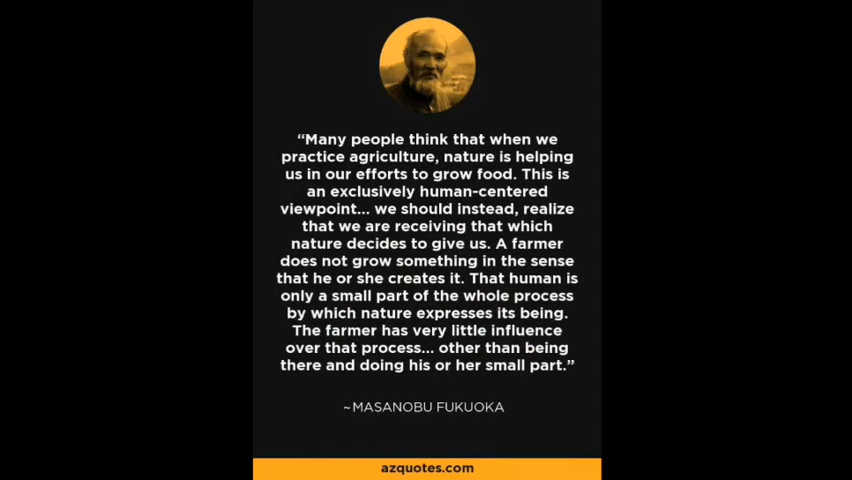 “Many people think that when we
practice agriculture, nature is helping
us in our efforts to grow food. This is
an exclusively human-centered
viewpoint... we should instead, realize
that we are receiving that which
nature decides to give us. A farmer
does not grow something in the sense
that he or she creates it. That human is
only a small part of the whole process
by which nature expresses its being.
The farmer has very little influence
over that process... other than being
there and doing his or her small part.”
~MASANOBU FUKUOKA
azquotes.com